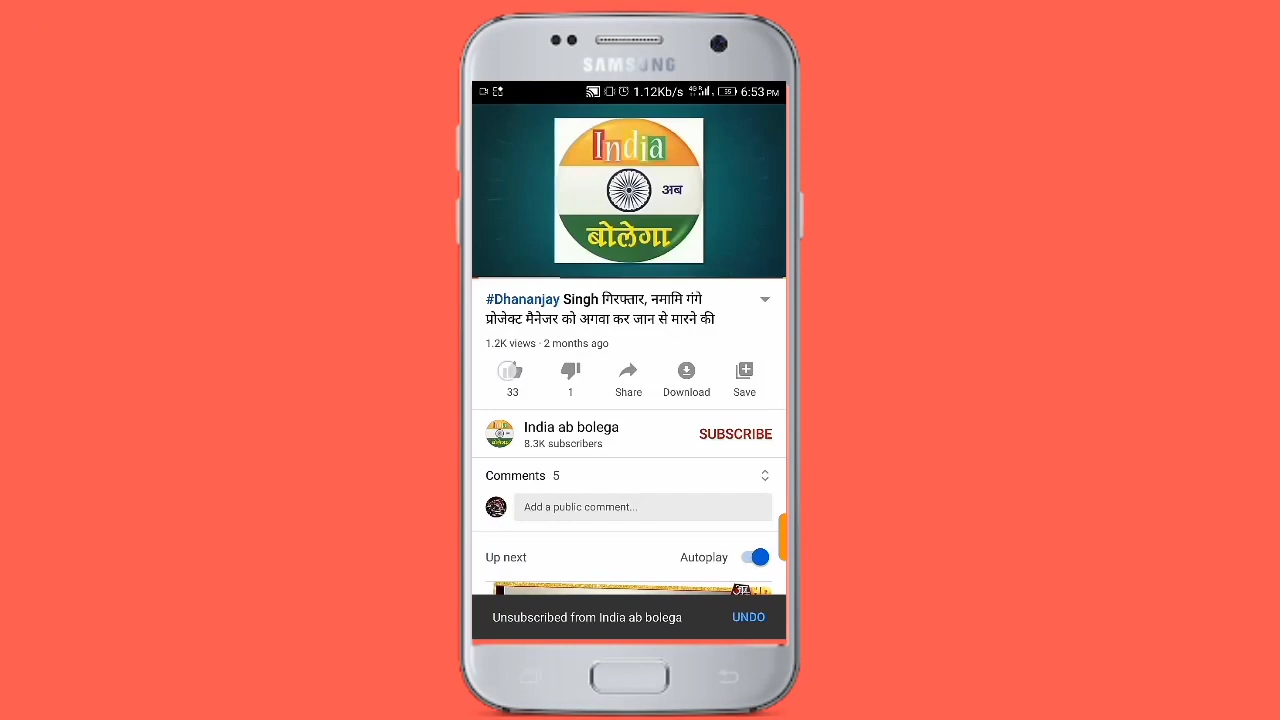 SAMSUNG
1.12Kb/s 6:53 PM
India
अब
बोलेगा
#Dhananjay Singh गिरफ्तार, नमामि गंगे
प्रोजेक्ट मैनेजर को अगवा कर जान से मारने की
1.2K views · 2 months ago
33 1 Share Download Save
India ab bolega SUBSCRIBE
8.3K subscribers
Comments 5
Add a public comment...
Up next Autoplay
Unsubscribed from India ab bolega UNDO